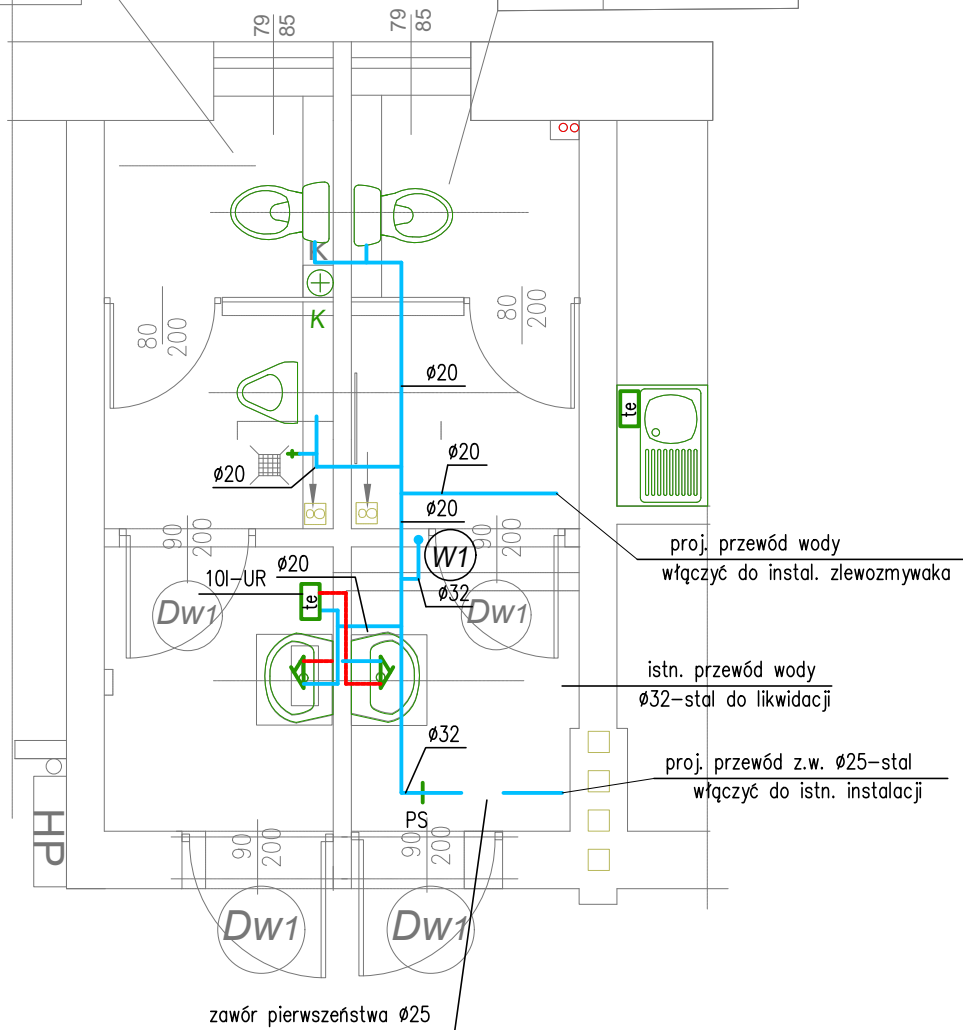 79
85
79
85
K
K
80
200
80
200
ø20
te
ø20
ø20
ø20
90
200
90
200
W1
proj. przewód wody
włączyć do instal. zlewozmywaka
10l-UR
ø20
te
ø32
Dw1
Dw1
istn. przewód wody
ø32-stal do likwidacji
ø32
proj. przewód z.w. ø25-stal
włączyć do istn. instalacji
PS
HP
90
200
90
200
Dw1
Dw1
zawór pierwszeństwa ø25